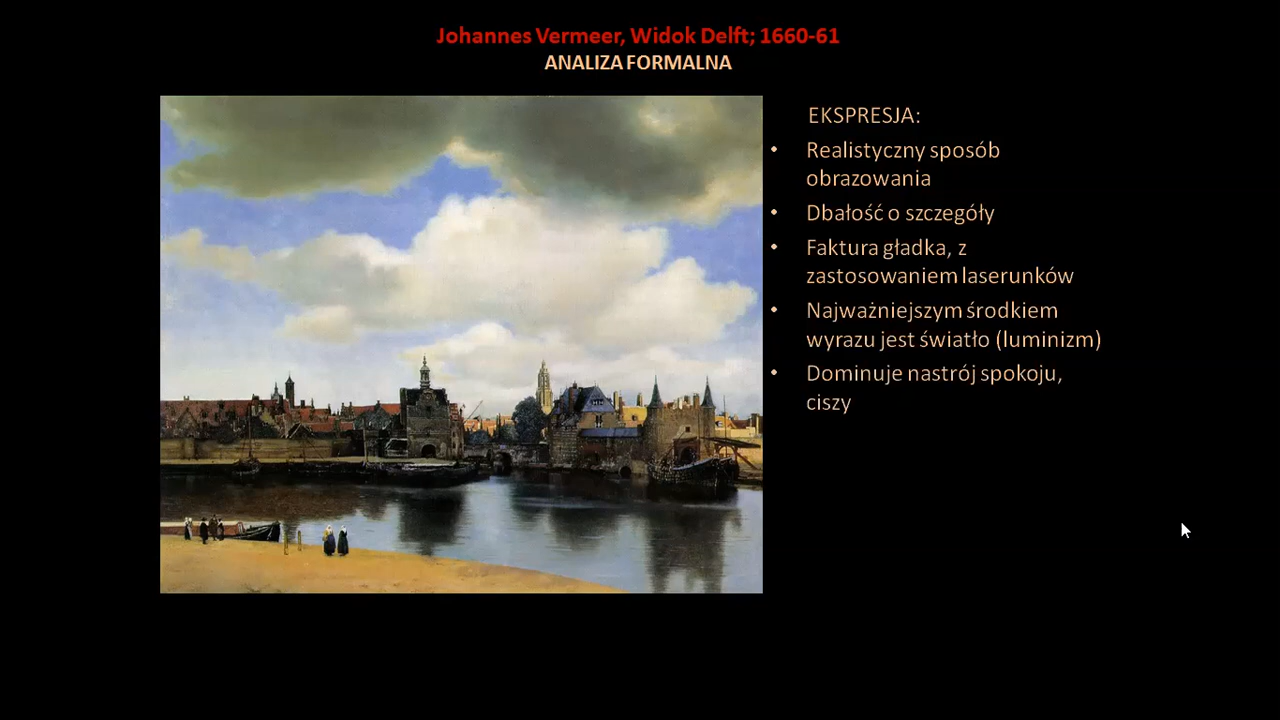 Johannes Vermeer, Widok Delft; 1660-61
ANALIZA FORMALNA
EKSPRESJA:
• Realistyczny sposób
obrazowania
• Dbałość o szczegóły
• Faktura gładka, z
zastosowaniem laserunków
• Najważniejszym środkiem
wyrazu jest światło (luminizm)
• Dominuje nastrój spokoju,
ciszy